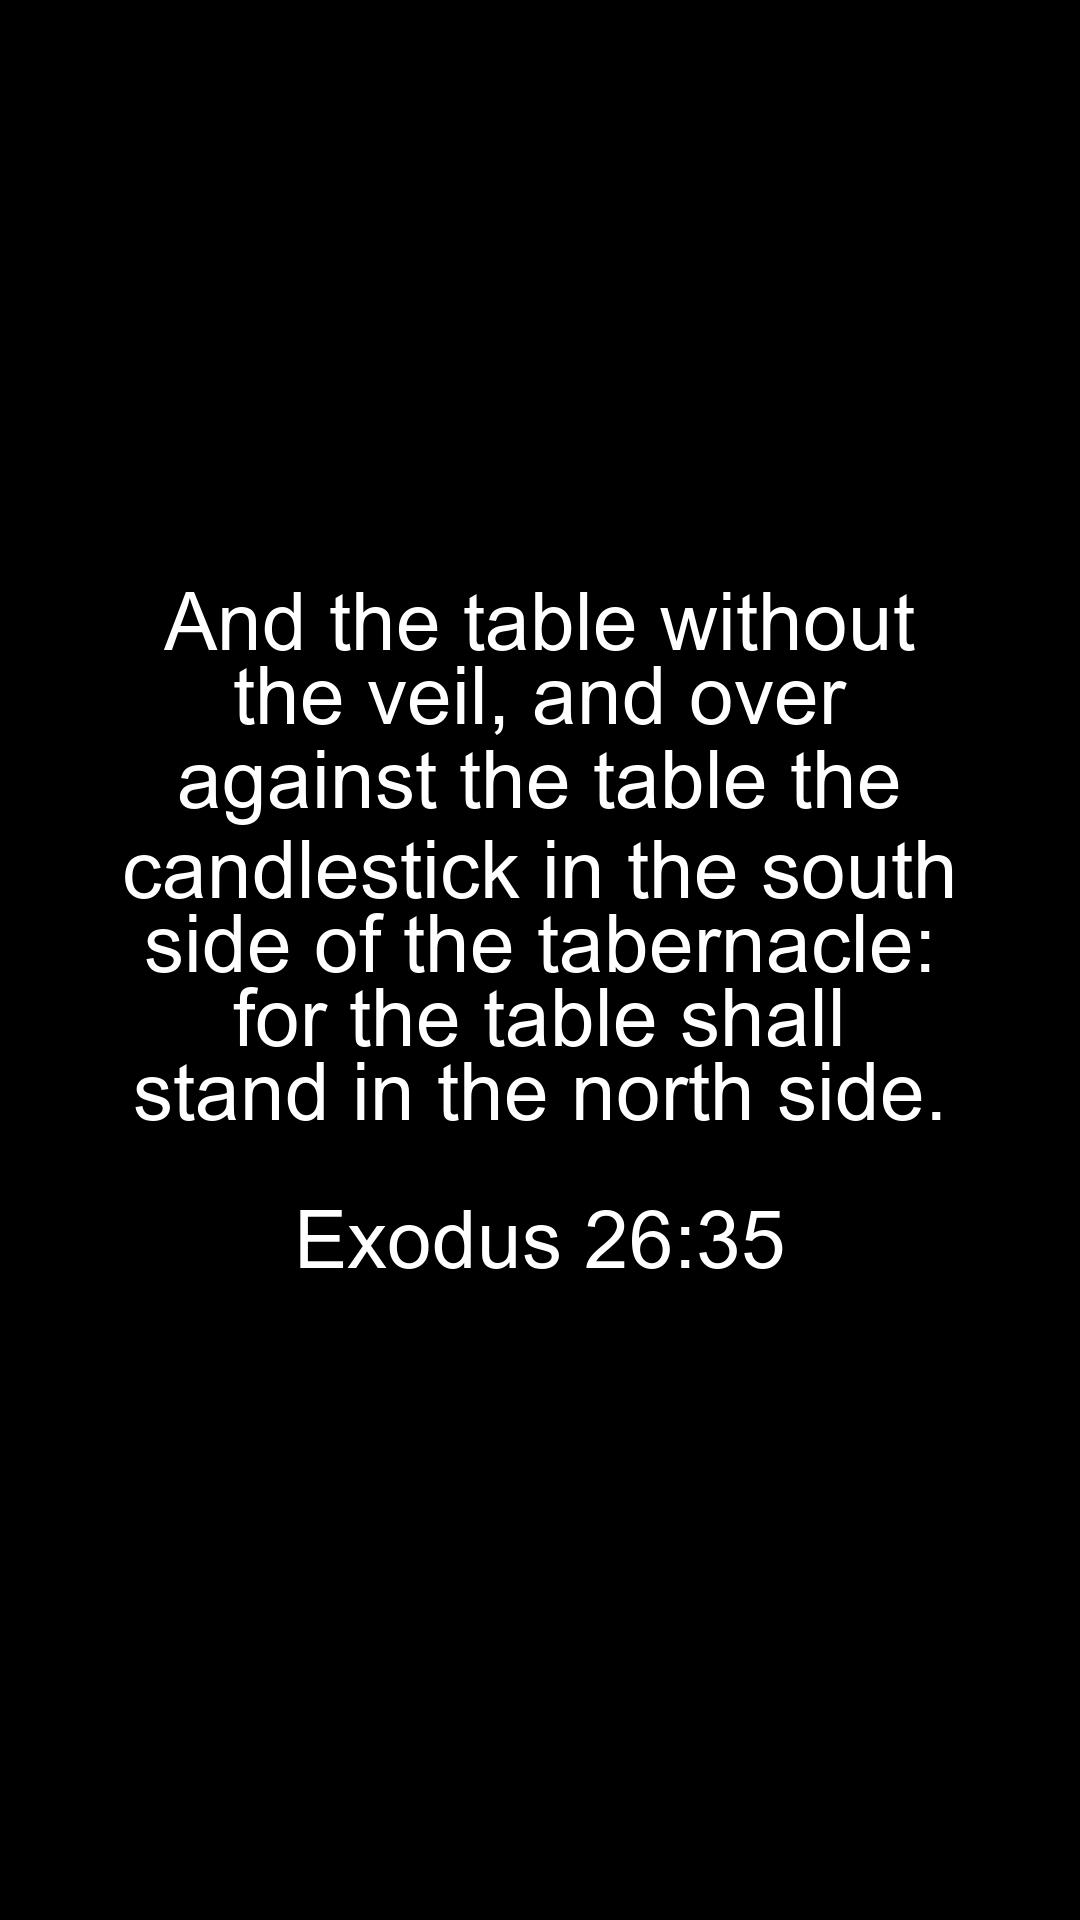 And the table without
the veil, and over
against the table the
candlestick in the south
side of the tabernacle:
for the table shall
stand in the north side.
Exodus 26:35